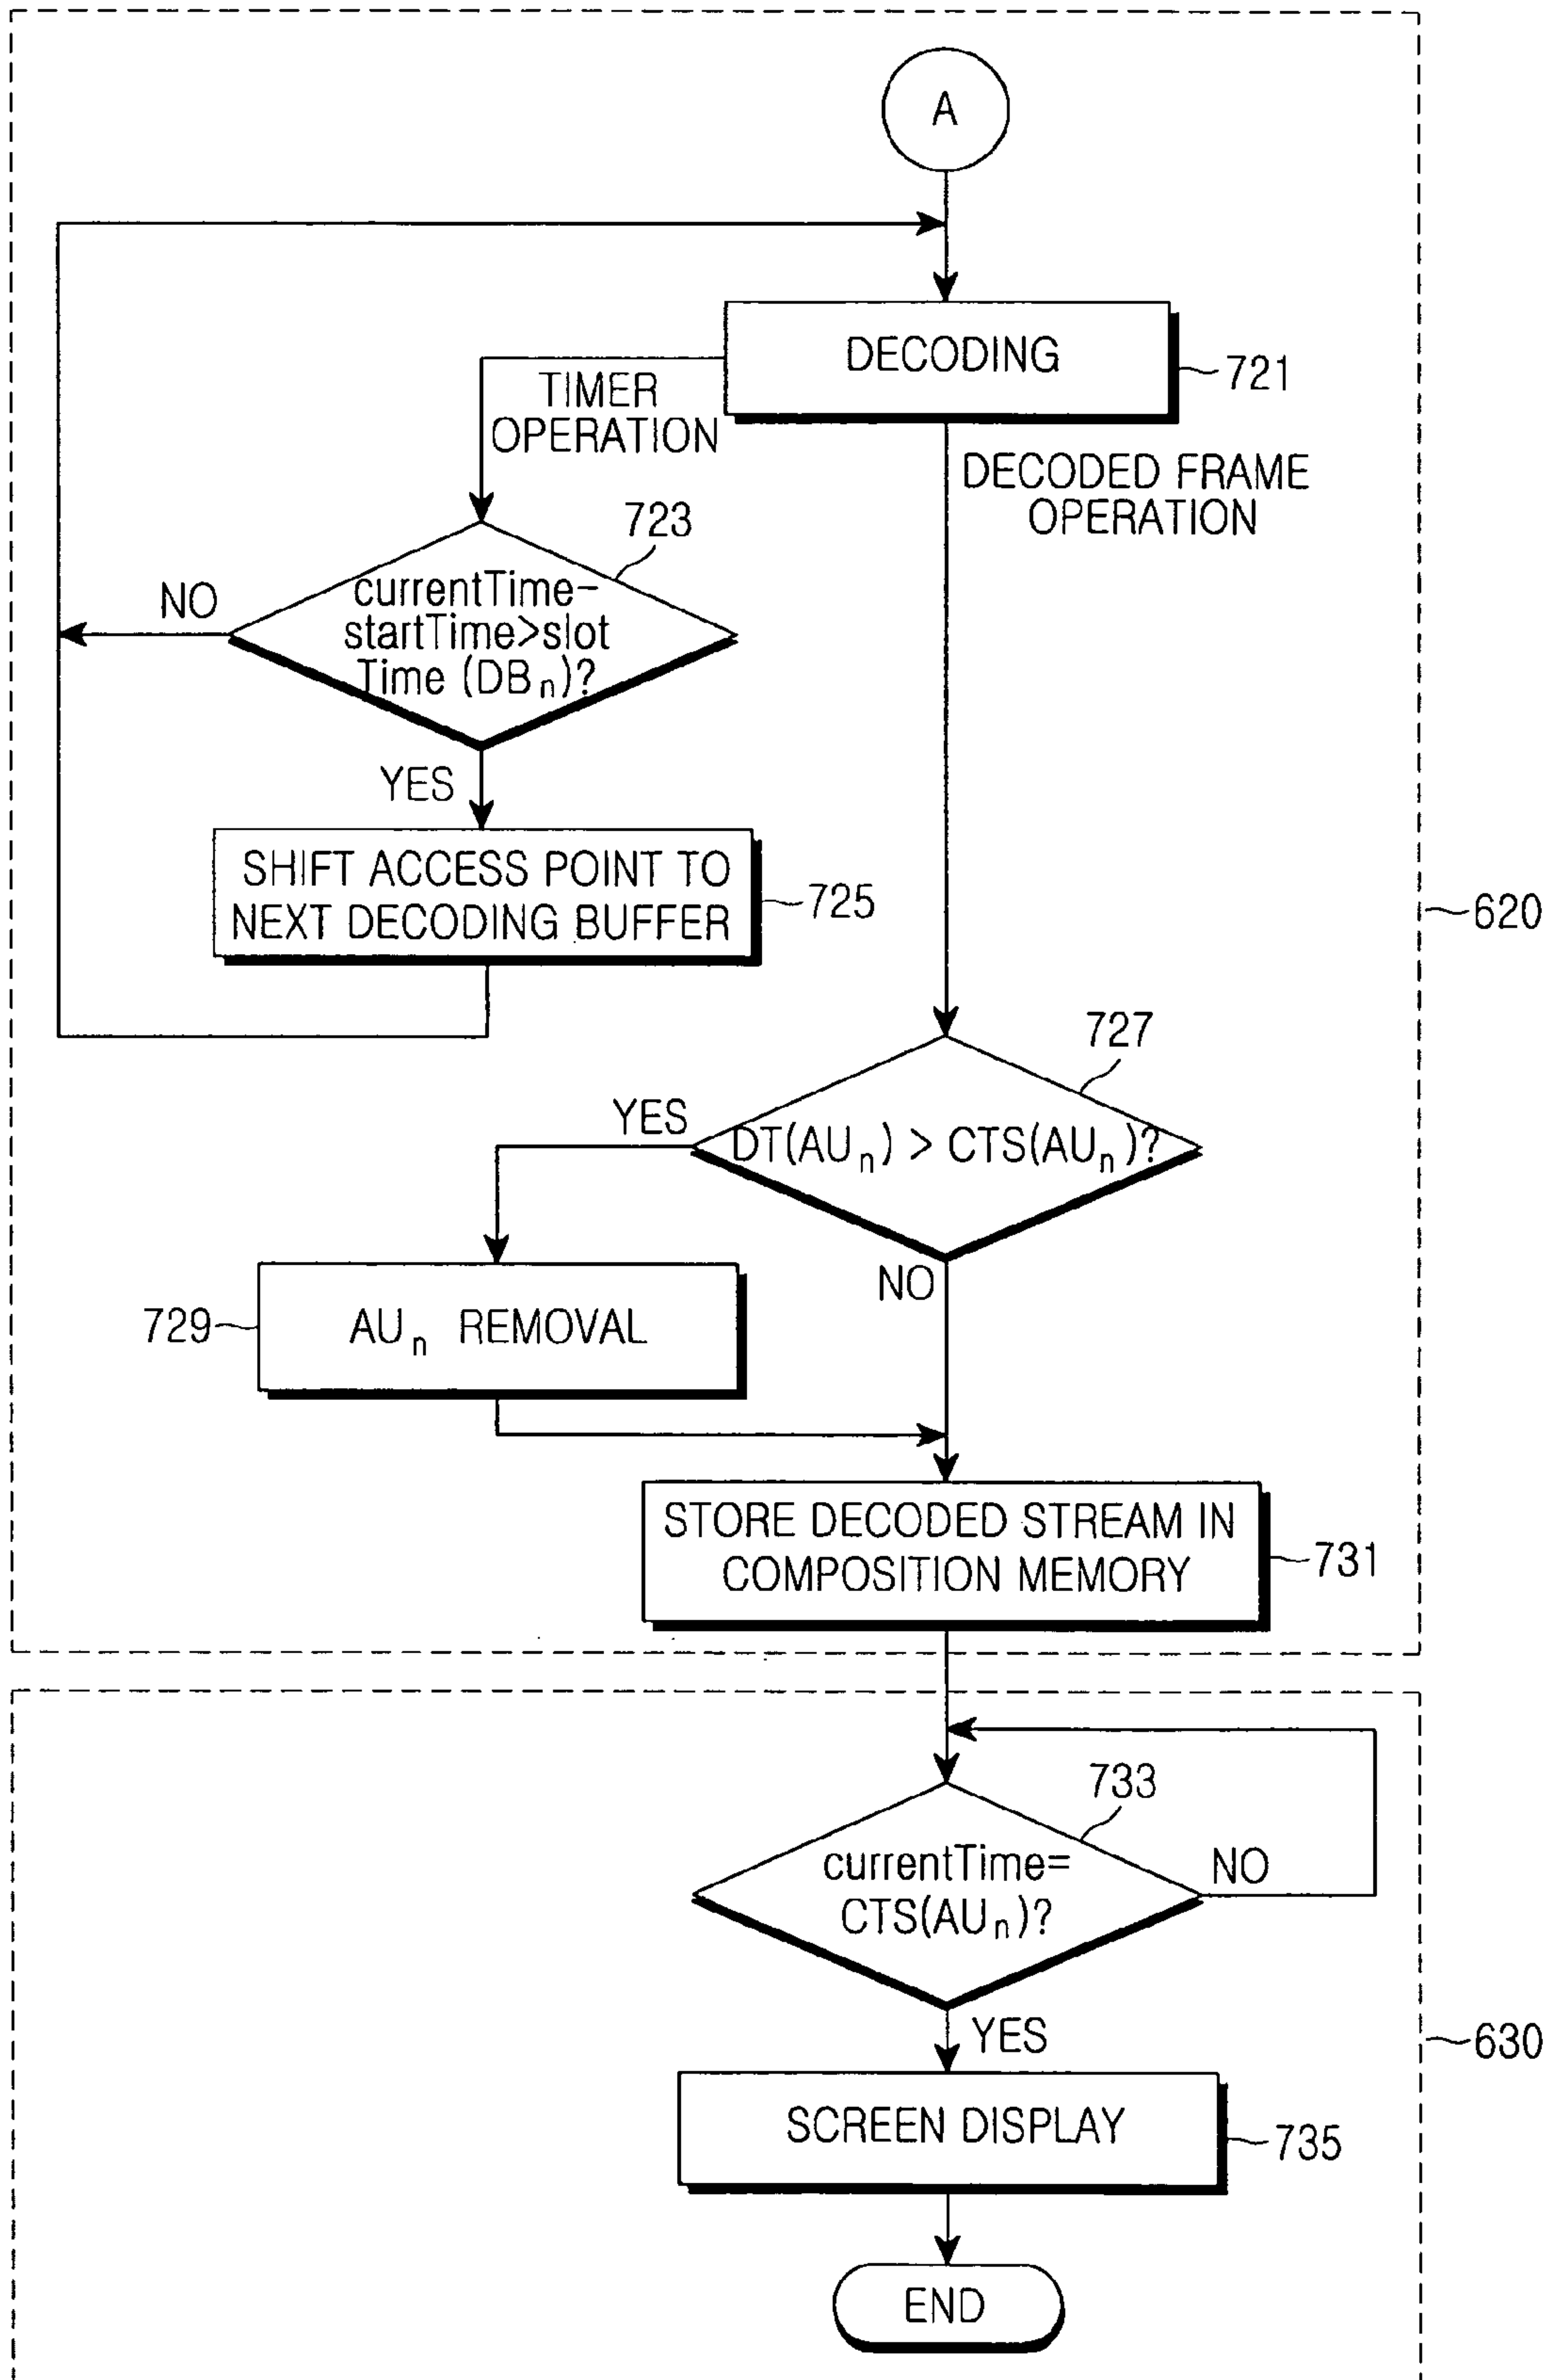 A
DECODING
721
TIMER
OPERATION
DECODED FRAME
OPERATION
723
currentTime-
startTime>slot
Time (DBn)?
NO
YES
SHIFT ACCESS POINT TO
NEXT DECODING BUFFER
725
620
727
DT(AUn) > CTS(AUn)?
YES
NO
729
AUn REMOVAL
STORE DECODED STREAM IN
COMPOSITION MEMORY
731
733
currentTime=
CTS(AUn)?
NO
YES
630
SCREEN DISPLAY
735
END